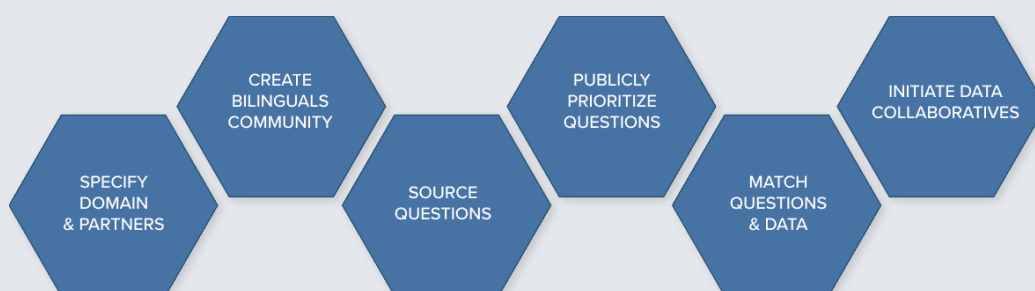 SPECIFY
DOMAIN
& PARTNERS
CREATE
BILINGUALS
COMMUNITY
SOURCE
QUESTIONS
PUBLICLY
PRIORITIZE
QUESTIONS
MATCH
QUESTIONS
& DATA
INITIATE DATA
COLLABORATIVES